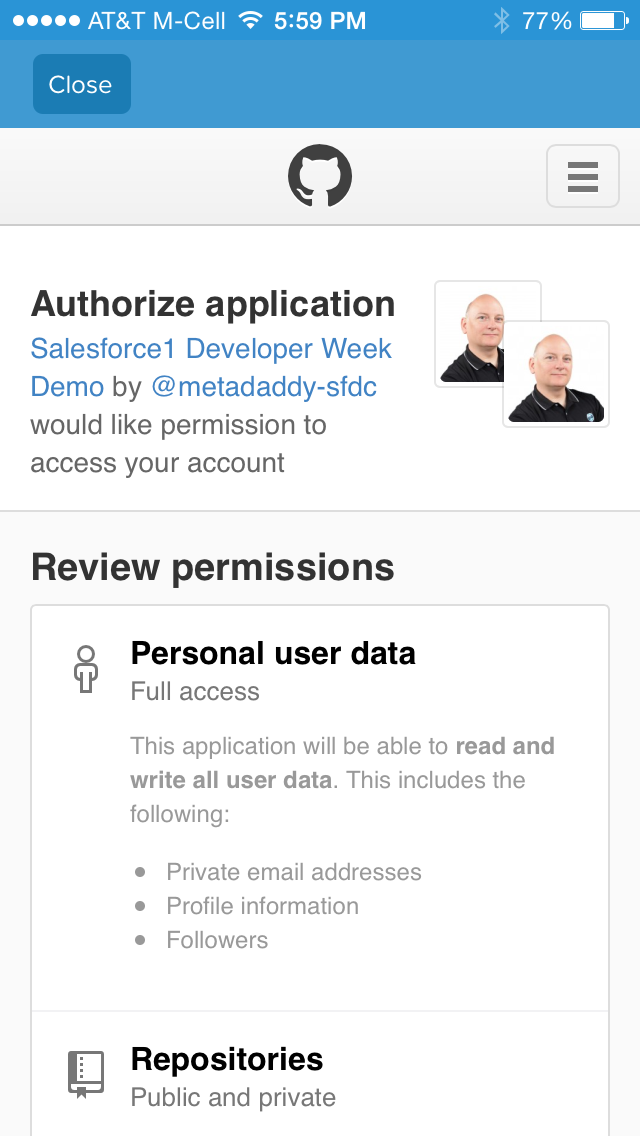 AT&T M-Cell 5:59 PM 77%
Close
Authorize application
Salesforce1 Developer Week
Demo by @metadaddy-sfdc
would like permission to
access your account
Review permissions
Personal user data
Full access
This application will be able to read and
write all user data. This includes the
following:
Private email addresses
Profile information
Followers
Repositories
Public and private